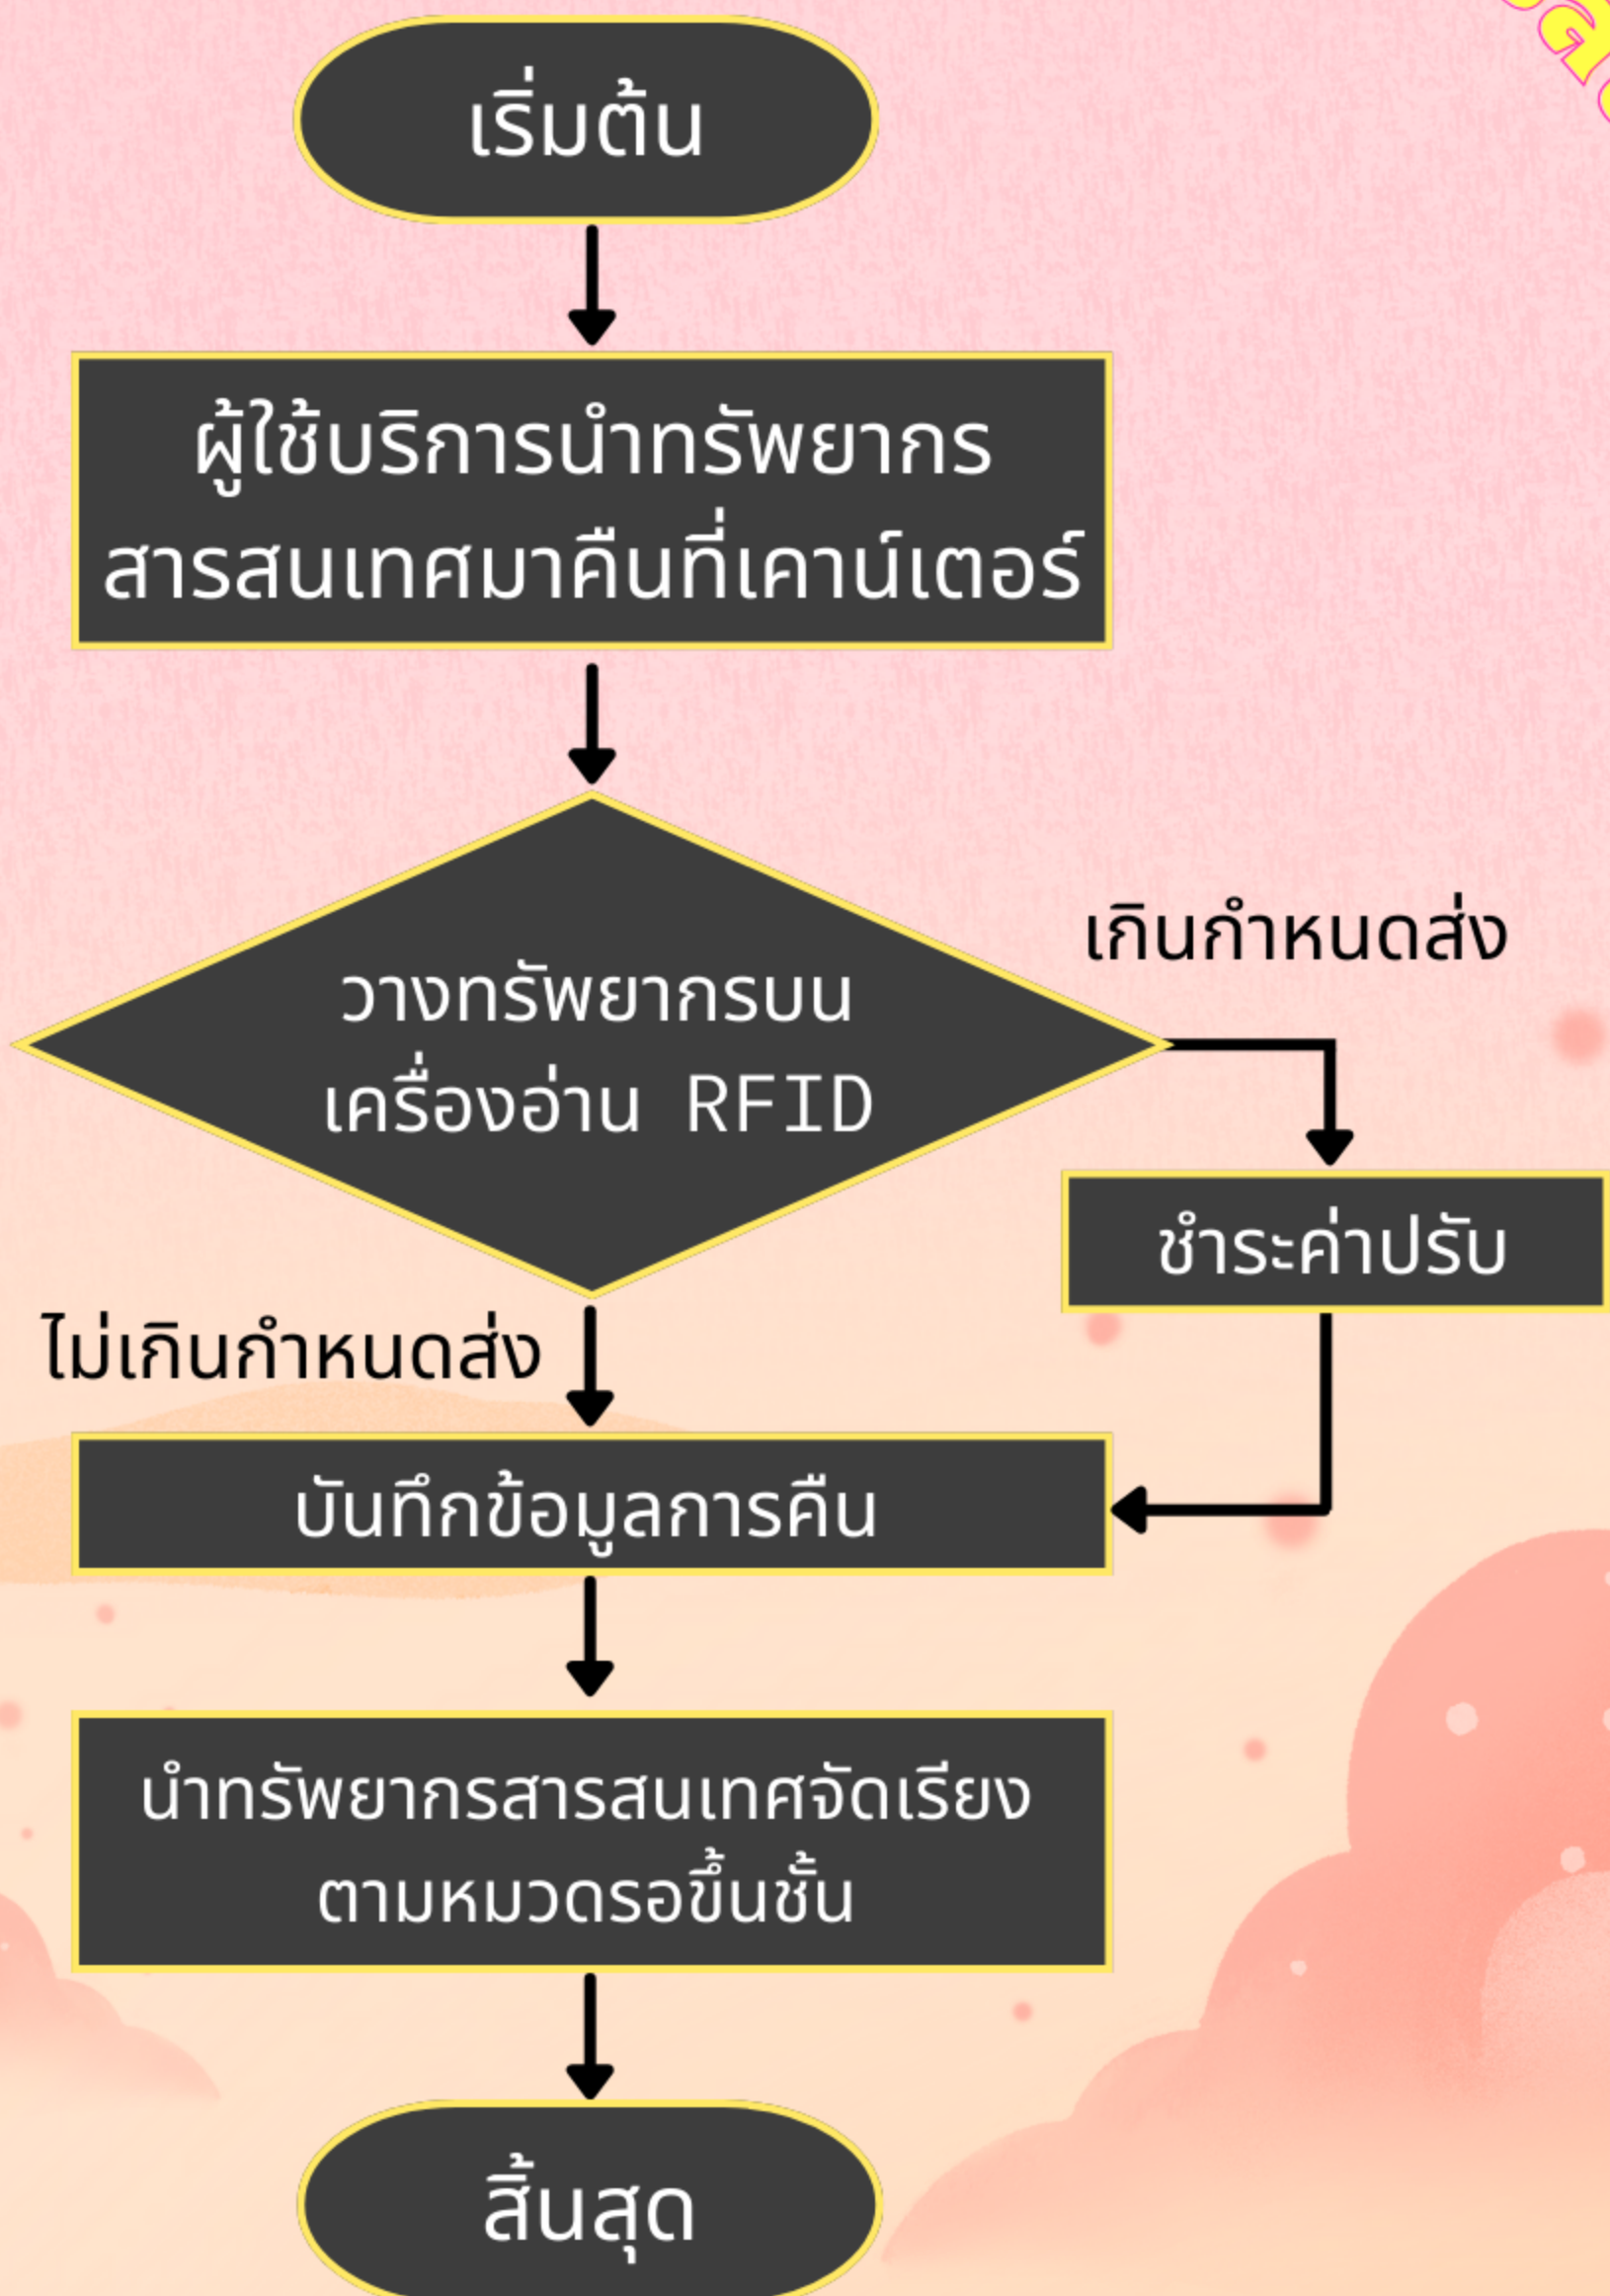 เริ่มต้น
ผู้ใช้บริการนำทรัพยากร
สารสนเทศมาคืนที่เคาน์เตอร์
วางทรัพยากรบน
เครื่องอ่าน RFID
เกินกำหนดส่ง
ชำระค่าปรับ
ไม่เกินกำหนดส่ง
บันทึกข้อมูลการคืน
นำทรัพยากรสารสนเทศจัดเรียง
ตามหมวดรอขึ้นชั้น
สิ้นสุด